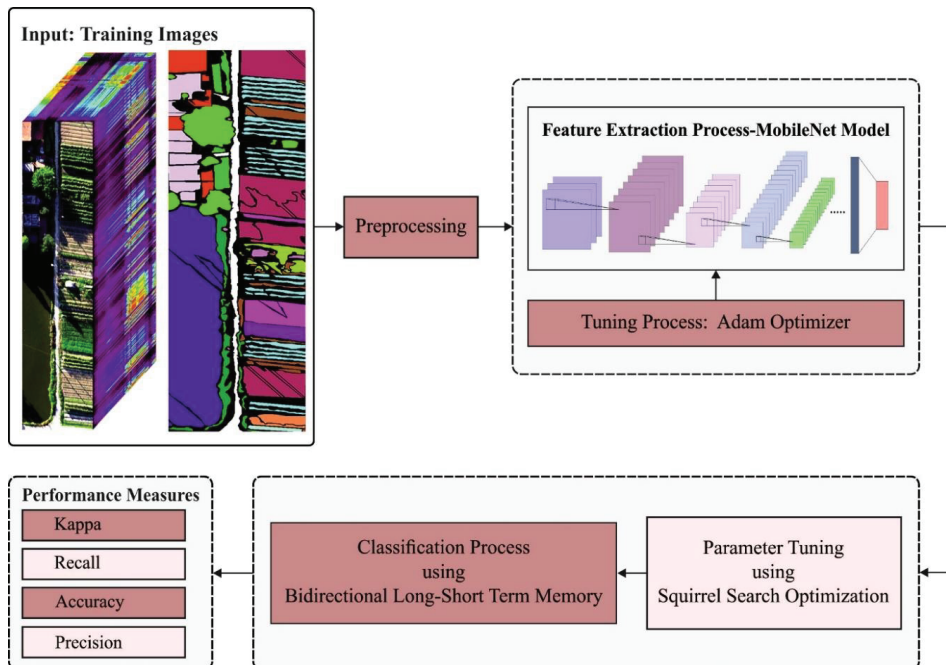 Input: Training Images
Preprocessing
Feature Extraction Process-MobileNet Model
Tuning Process: Adam Optimizer
Performance Measures
Kappa
Recall
Accuracy
Precision
Classification Process
using
Bidirectional Long-Short Term Memory
Parameter Tuning
using
Squirrel Search Optimization